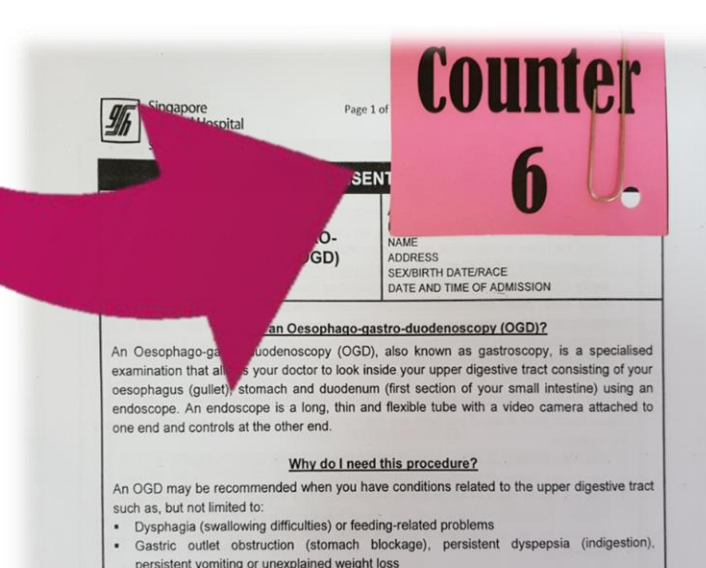 Counter
6
Singapore
Hospital
Page 1 of
NAME
ADDRESS
SEX/BIRTH DATE/RACE
DATE AND TIME OF ADMISSION
an Oesophago-gastro-duodenoscopy (OGD)?
An Oesophago- (OGD), also known as gastroscopy, is a specialised
examination that your doctor to look inside your upper digestive tract consisting of your
oesophagus (gullet), stomach and duodenum (first section of your small intestine) using an
endoscope. An endoscope is a long, thin and flexible tube with a video camera attached to
one end and controls at the other end.
Why do I need this procedure?
An OGD may be recommended when you have conditions related to the upper digestive tract
such as, but not limited to:
▪ Dysphagia (swallowing difficulties) or feeding-related problems
▪ Gastric outlet obstruction (stomach blockage), persistent dyspepsia (indigestion),
persistent vomiting or unexplained weight loss